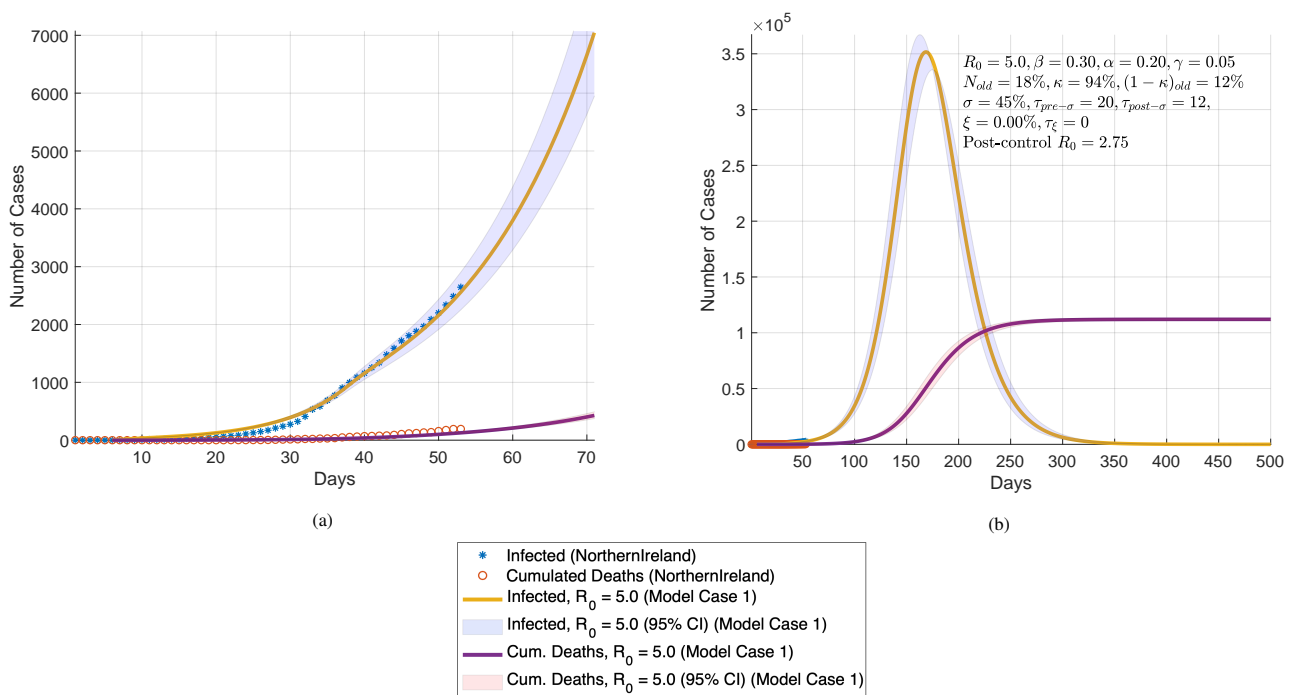 7000
6000
5000
4000
3000
2000
1000
0
Number of Cases
10 20 30 40 50 60 70
Days
(a)
×10^5
3.5
3
2.5
2
1.5
1
0.5
0
Number of Cases
R_0 = 5.0, β = 0.30, α = 0.20, γ = 0.05
N_old = 18%, κ = 94%, (1 − κ)_old = 12%
σ = 45%, τ_pre−σ = 20, τ_post−σ = 12,
ξ = 0.00%, τ_ξ = 0
Post-control R_0 = 2.75
50 100 150 200 250 300 350 400 450 500
Days
(b)
Infected (NorthernIreland)
Cumulated Deaths (NorthernIreland)
Infected, R_0 = 5.0 (Model Case 1)
Infected, R_0 = 5.0 (95% CI) (Model Case 1)
Cum. Deaths, R_0 = 5.0 (Model Case 1)
Cum. Deaths, R_0 = 5.0 (95% CI) (Model Case 1)